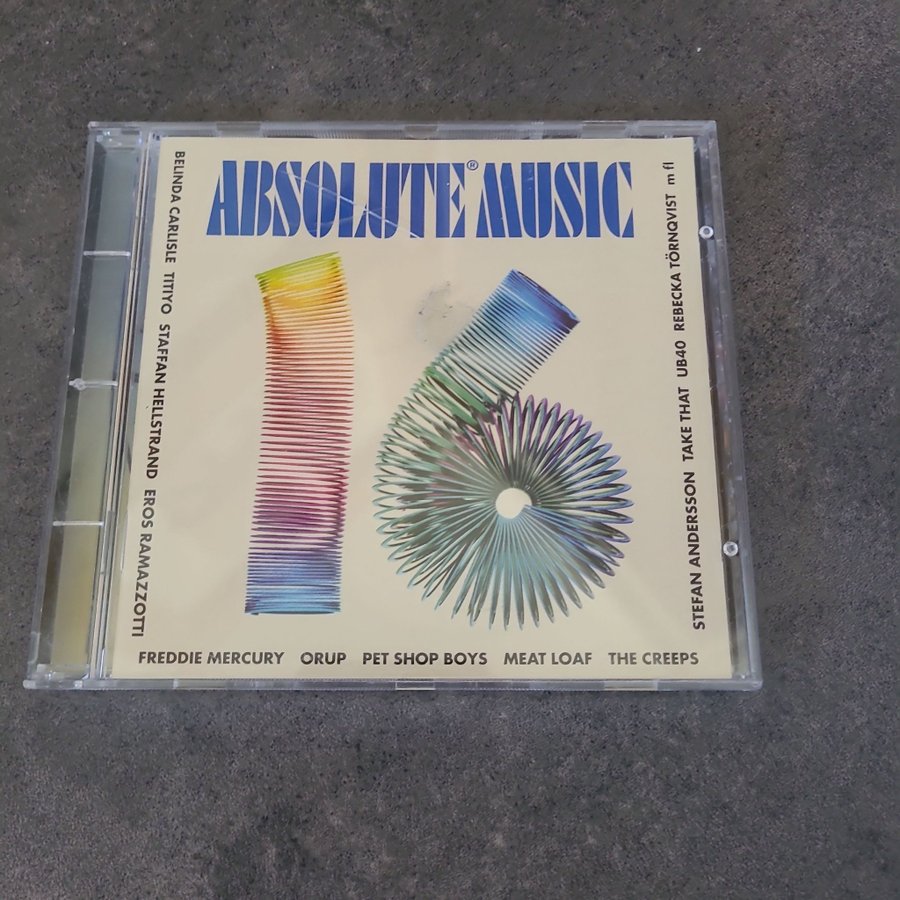 ABSOLUTE® MUSIC
16
BELINDA CARLISLE TITIYO STAFFAN HELLSTRAND EROS RAMAZZOTTI
FREDDIE MERCURY ORUP PET SHOP BOYS MEAT LOAF THE CREEPS
STEFAN ANDERSSON TAKE THAT UB40 REBECKA TÖRNQVIST m fl